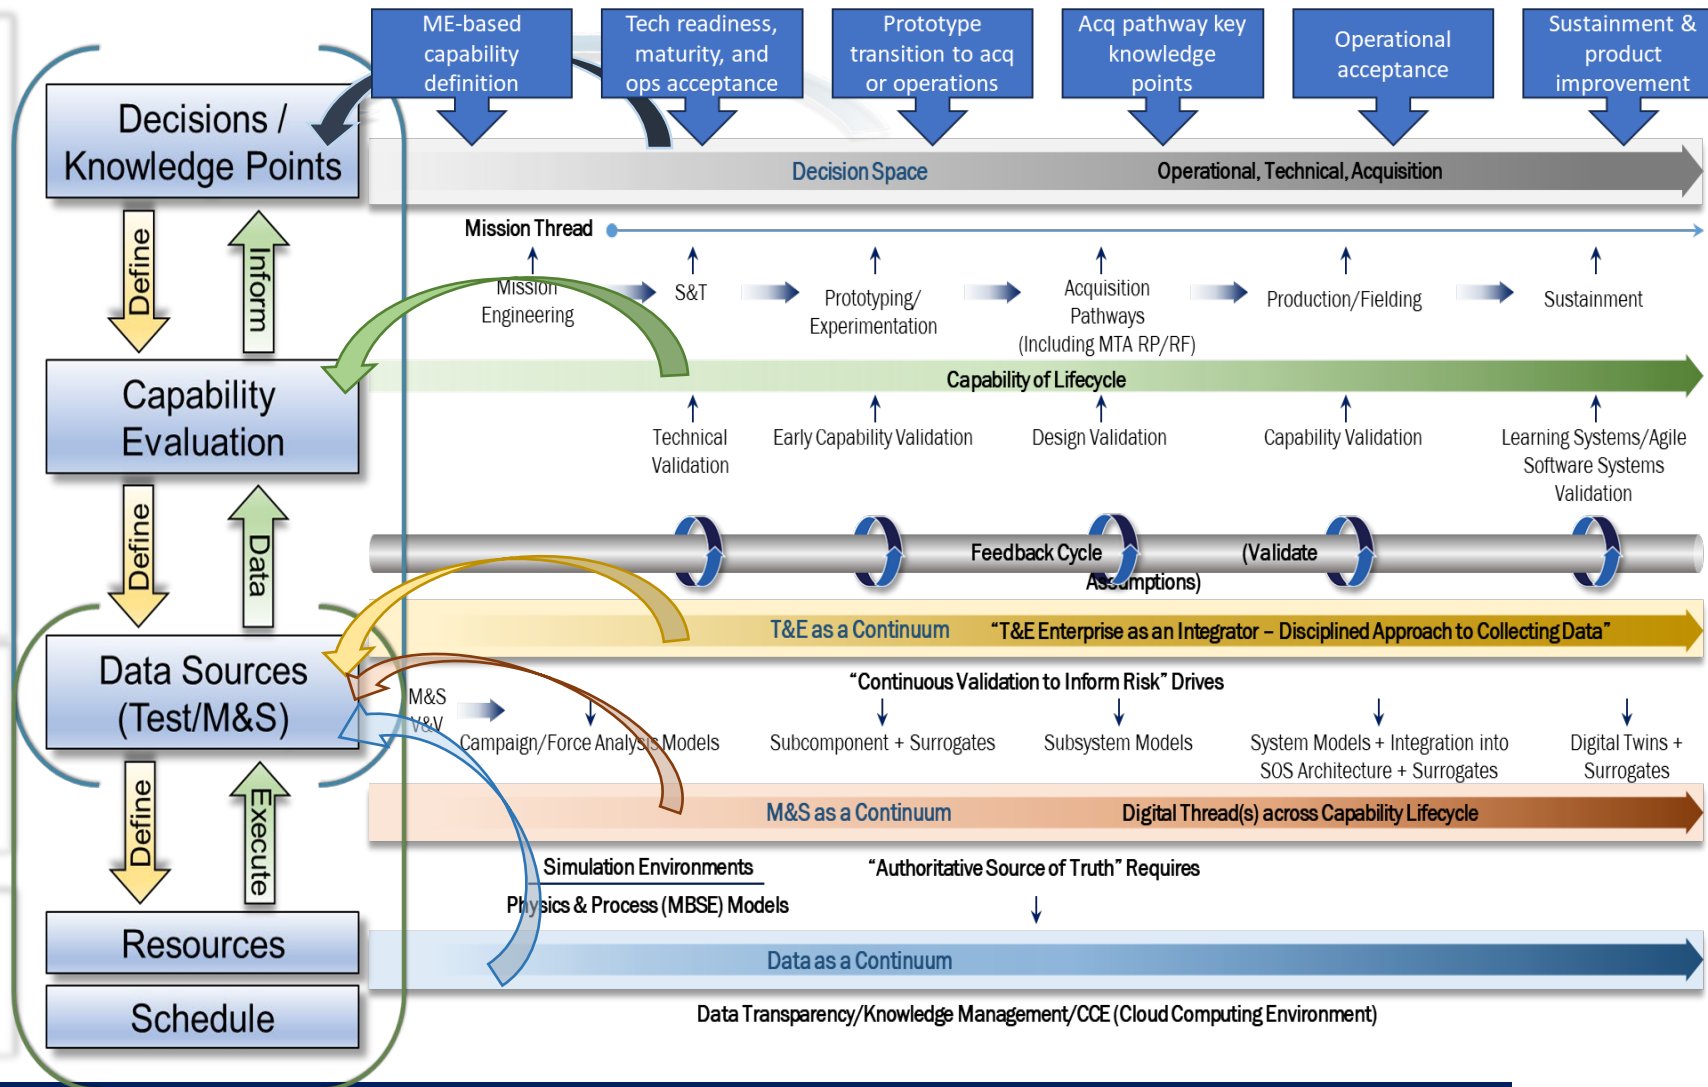 ME-based
capability
definition
Tech readiness,
maturity, and
ops acceptance
Prototype
transition to acq
or operations
Acq pathway key
knowledge
points
Operational
acceptance
Sustainment &
product
improvement
Decisions /
Knowledge Points
Define
Inform
Capability
Evaluation
Define
Data
Data Sources
(Test/M&S)
Define
Execute
Resources
Schedule
Decision Space
Operational, Technical, Acquisition
Mission Thread
Mission
Engineering
S&T
Prototyping/
Experimentation
Acquisition
Pathways
(Including MTA RP/RF)
Production/Fielding
Sustainment
Capability of Lifecycle
Technical
Validation
Early Capability Validation
Design Validation
Capability Validation
Learning Systems/Agile
Software Systems
Validation
Feedback Cycle (Validate
Assumptions)
T&E as a Continuum
“T&E Enterprise as an Integrator – Disciplined Approach to Collecting Data”
“Continuous Validation to Inform Risk” Drives
M&S
V&V
Campaign/Force Analysis Models
Subcomponent + Surrogates
Subsystem Models
System Models + Integration into
SOS Architecture + Surrogates
Digital Twins +
Surrogates
M&S as a Continuum
Digital Thread(s) across Capability Lifecycle
Simulation Environments
Physics & Process (MBSE) Models
“Authoritative Source of Truth” Requires
Data as a Continuum
Data Transparency/Knowledge Management/CCE (Cloud Computing Environment)